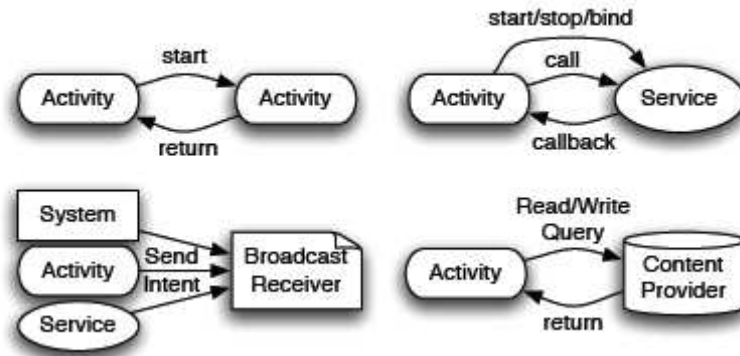 start
Activity
Activity
return
start/stop/bind
call
Activity
Service
callback
System
Activity
Service
Send
Intent
Broadcast
Receiver
Read/Write
Query
Activity
Content
Provider
return